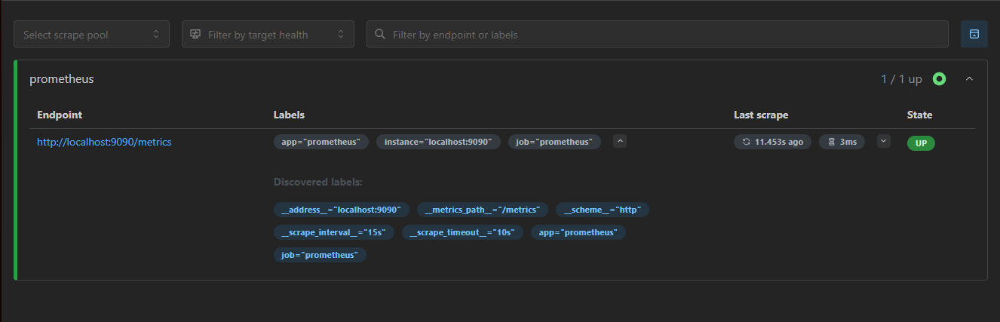 Select scrape pool Filter by target health Filter by endpoint or labels
prometheus 1 / 1 up
Endpoint Labels Last scrape State
http://localhost:9090/metrics app="prometheus" instance="localhost:9090" job="prometheus" 11.453s ago 3ms UP
Discovered labels:
__address__="localhost:9090" __metrics_path__="/metrics" __scheme__="http"
__scrape_interval__="15s" __scrape_timeout__="10s" app="prometheus"
job="prometheus"